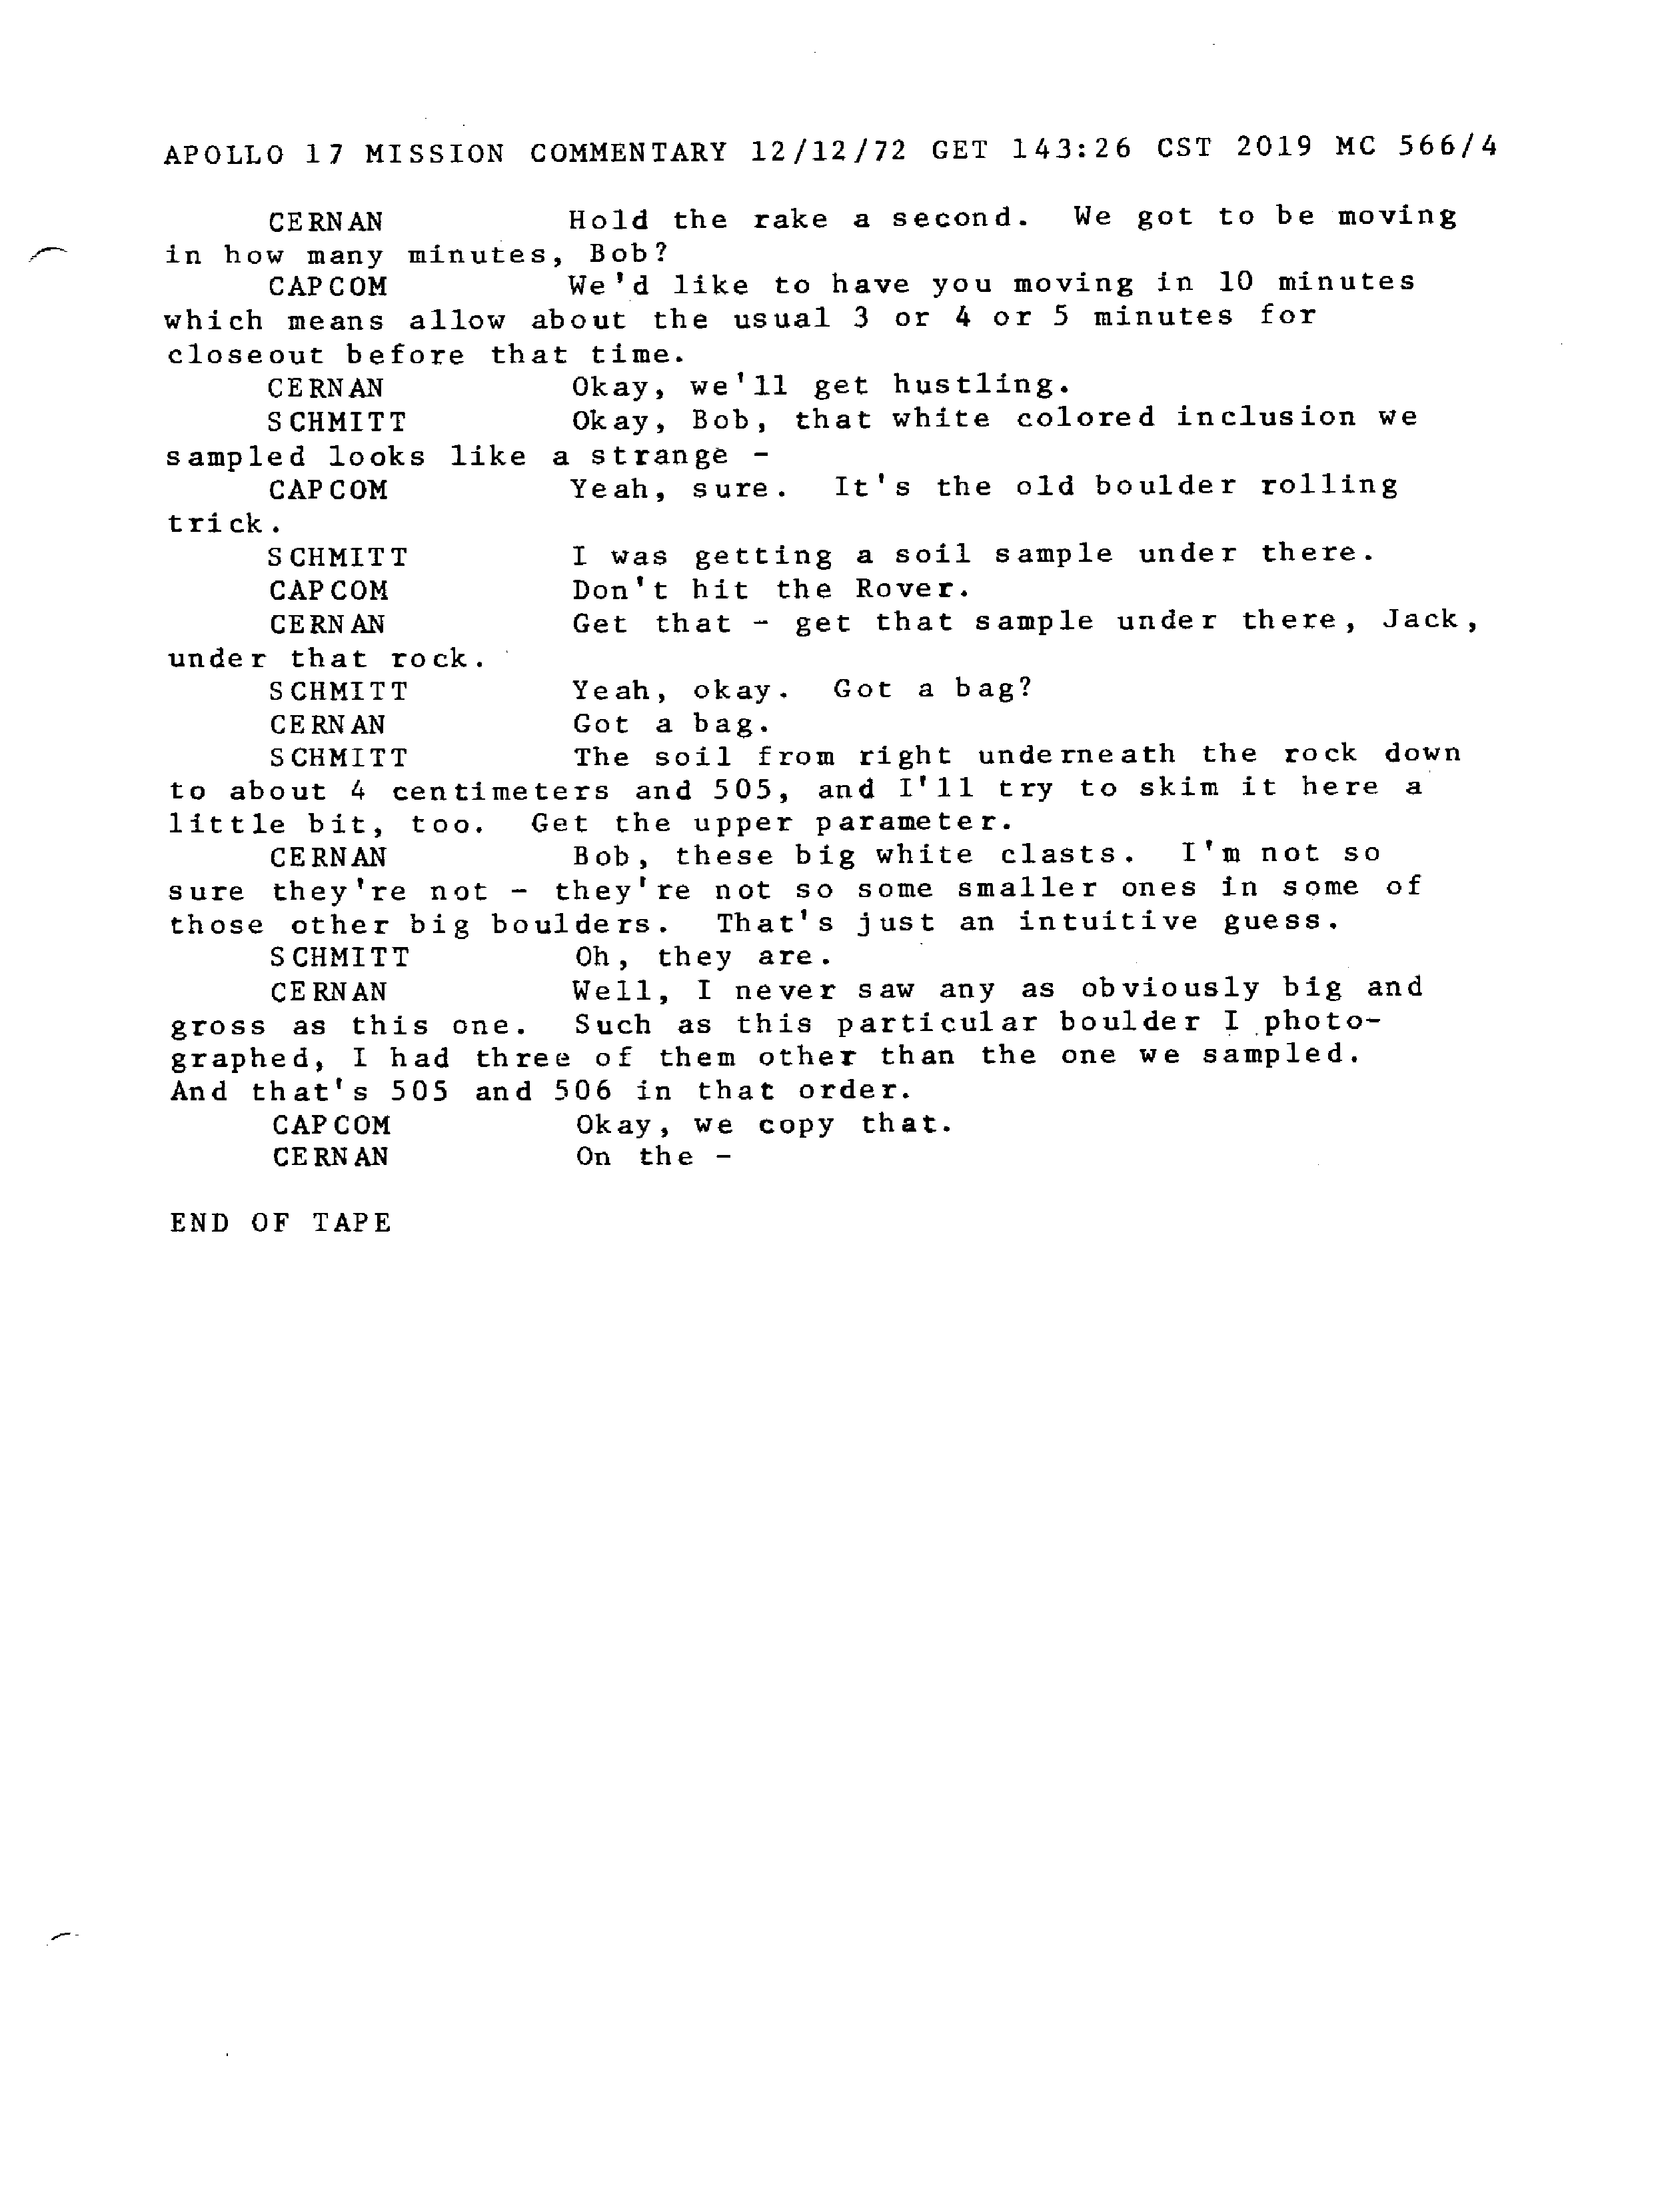 APOLLO 17 MISSION COMMENTARY 12/12/72 GET 143:26 CST 2019 MC 566/4
CERNAN Hold the rake a second. We got to be moving
in how many minutes, Bob?
CAPCOM We'd like to have you moving in 10 minutes
which means allow about the usual 3 or 4 or 5 minutes for
closeout before that time.
CERNAN Okay, we'll get hustling.
SCHMITT Okay, Bob, that white colored inclusion we
sampled looks like a strange -
CAPCOM Yeah, sure. It's the old boulder rolling
trick.
SCHMITT I was getting a soil sample under there.
CAPCOM Don't hit the Rover.
CERNAN Get that - get that sample under there, Jack,
under that rock.
SCHMITT Yeah, okay. Got a bag?
CERNAN Got a bag.
SCHMITT The soil from right underneath the rock down
to about 4 centimeters and 505, and I'll try to skim it here a
little bit, too. Get the upper parameter.
CERNAN Bob, these big white clasts. I'm not so
sure they're not - they're not so some smaller ones in some of
those other big boulders. That's just an intuitive guess.
SCHMITT Oh, they are.
CERNAN Well, I never saw any as obviously big and
gross as this one. Such as this particular boulder I photo-
graphed, I had three of them other than the one we sampled.
And that's 505 and 506 in that order.
CAPCOM Okay, we copy that.
CERNAN On the -
END OF TAPE